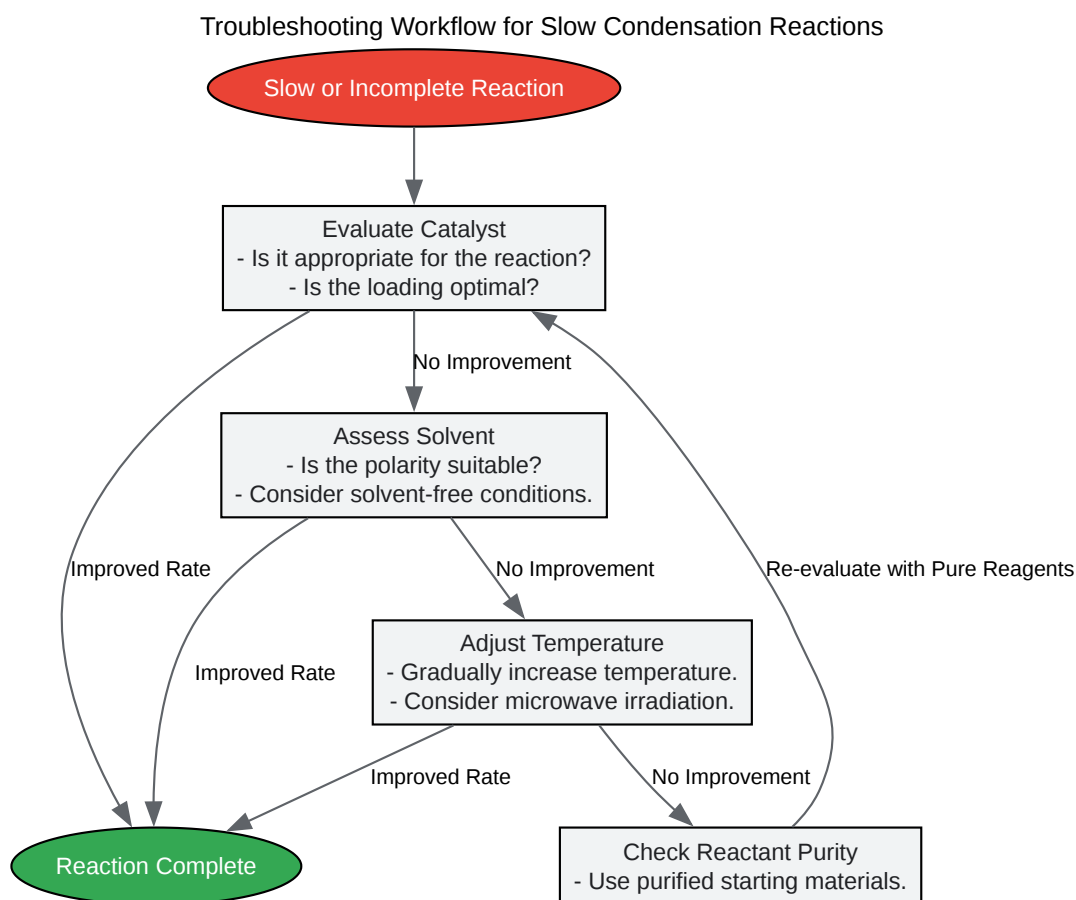 Troubleshooting Workflow for Slow Condensation Reactions
Slow or Incomplete Reaction
Evaluate Catalyst
- Is it appropriate for the reaction?
- Is the loading optimal?
No Improvement
Assess Solvent
- Is the polarity suitable?
- Consider solvent-free conditions.
Improved Rate
No Improvement
Re-evaluate with Pure Reagents
Adjust Temperature
- Gradually increase temperature.
- Consider microwave irradiation.
Improved Rate
Improved Rate
No Improvement
Reaction Complete
Check Reactant Purity
- Use purified starting materials.